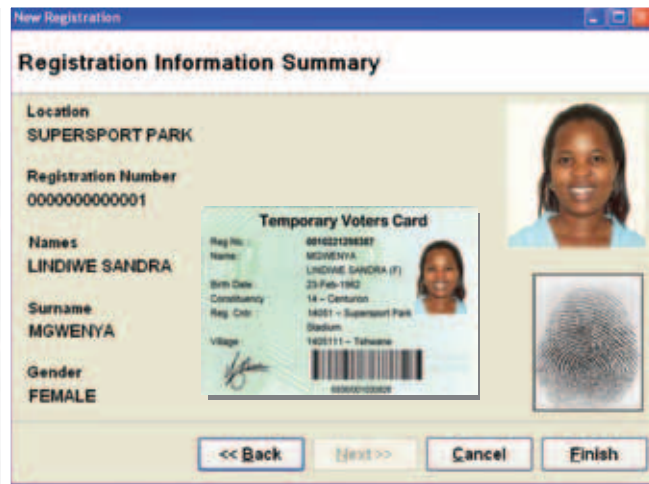 New Registration
Registration Information Summary
Location
SUPERSPORT PARK
Registration Number
0000000000001
Names
LINDIWE SANDRA
Surname
MGWENYA
Gender
FEMALE
Temporary Voters Card
Reg No. :
Name :
MGWENYA
LINDIWE SANDRA (F)
Birth Date :
23-Feb-1982
Constituency :
14 – Centurion
Reg. Cntr. :
14051 – Supersport Park
Stadium
Village :
1405111 – Tshwane
<< Back
Next >>
Cancel
Finish